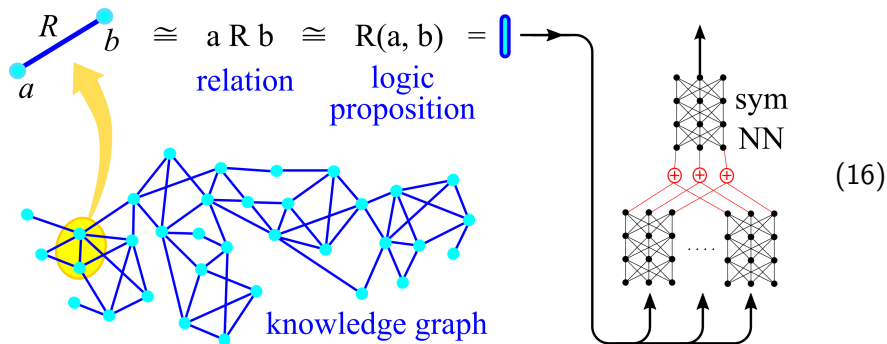 R
a
b
≅ a R b ≅ R(a, b) =
relation
logic
proposition
sym
NN
⊕ ⊕ ⊕
(16)
....
knowledge graph